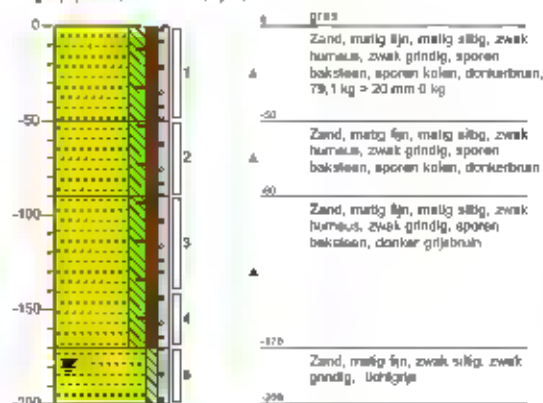 0
gras
Zand, matig fijn, matig siltig, zwak
humeus, zwak grindig, sporen
baksteen, sporen kolen, donkerbruin,
79,1 kg > 20 mm 0 kg
-50
Zand, matig fijn, matig siltig, zwak
humeus, zwak grindig, sporen
baksteen, sporen kolen, donkerbruin
-90
Zand, matig fijn, matig siltig, zwak
humeus, zwak grindig, sporen
baksteen, donker grijsbruin
-170
Zand, matig fijn, zwak siltig, zwak
grindig, lichtgrijs
-200
0
-50
-100
-150
-200
1
2
3
4
5